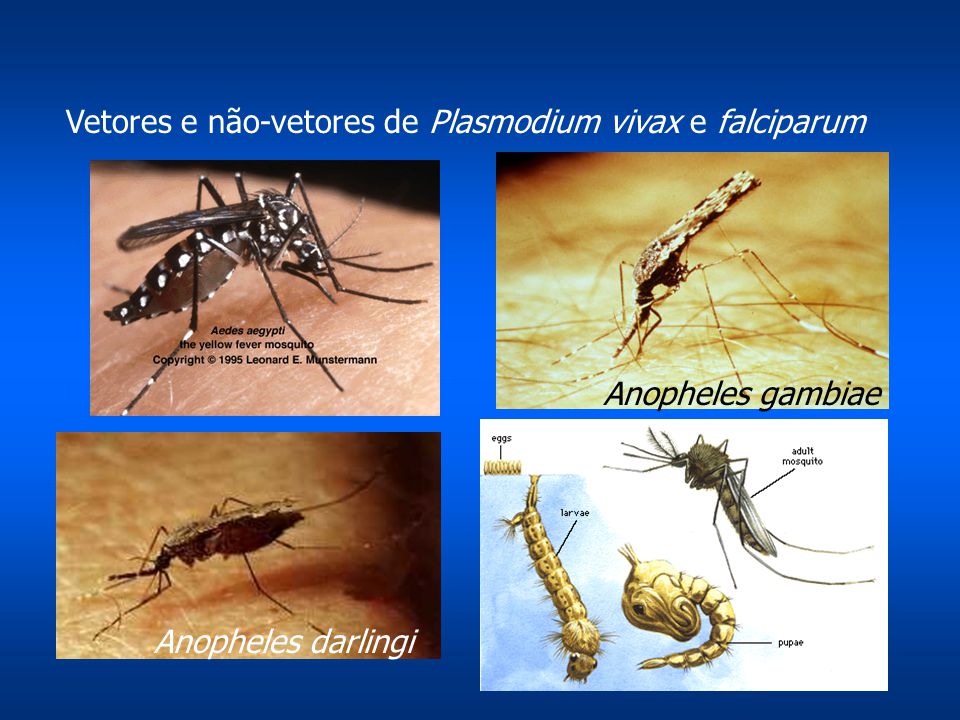 Vetores e não-vetores de Plasmodium vivax e falciparum
Aedes aegypti
the yellow fever mosquito
Copyright © 1995 Leonard E. Munstermann
Anopheles gambiae
Anopheles darlingi
eggs
larvae
adult
mosquito
pupae